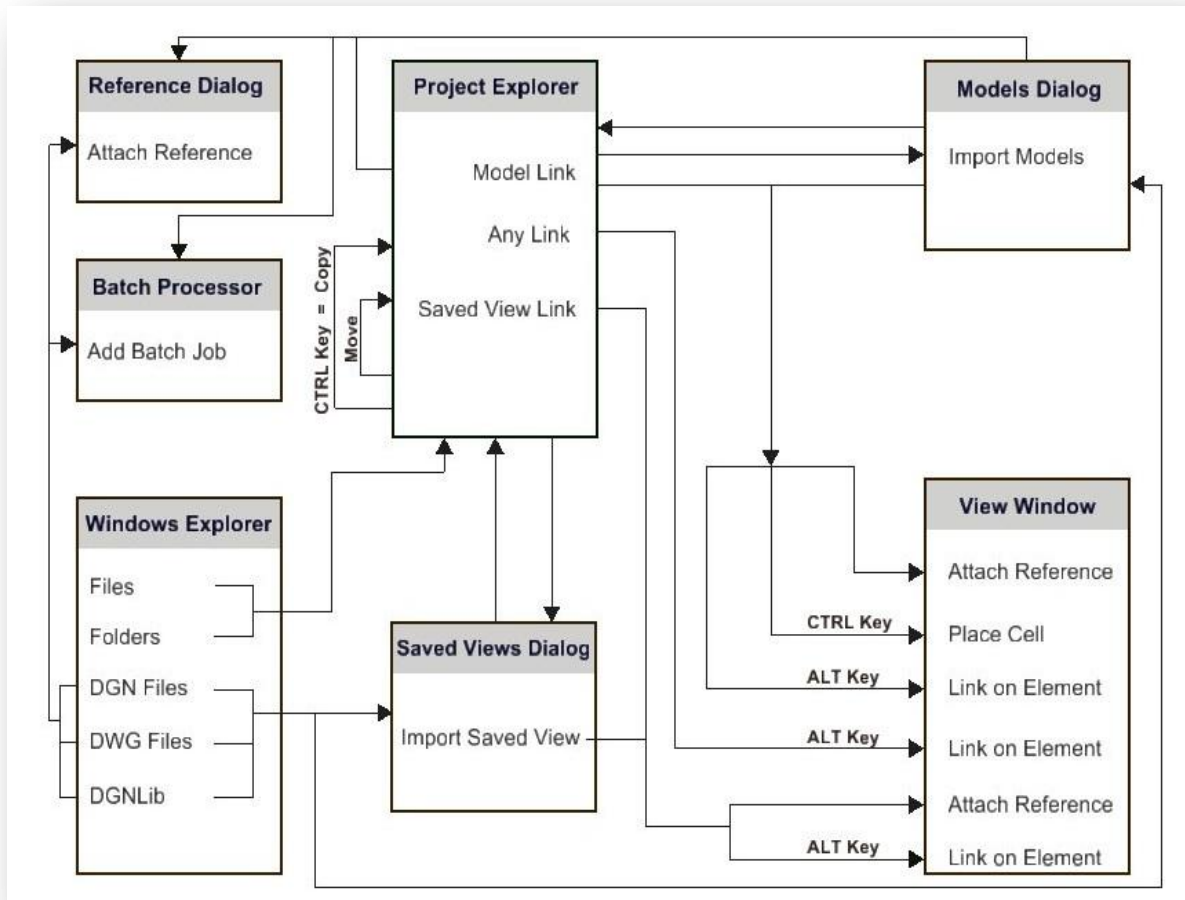 Reference Dialog
Attach Reference
Batch Processor
Add Batch Job
Project Explorer
Model Link
Any Link
Saved View Link
CTRL Key = Copy
Move
Models Dialog
Import Models
Windows Explorer
Files
Folders
DGN Files
DWG Files
DGNLib
Saved Views Dialog
Import Saved View
View Window
Attach Reference
CTRL Key
Place Cell
ALT Key
Link on Element
ALT Key
Link on Element
Attach Reference
ALT Key
Link on Element